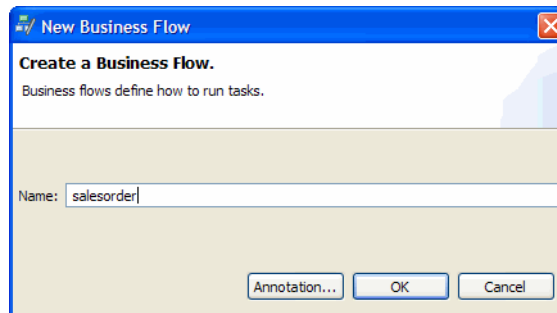 New Business Flow
Create a Business Flow.
Business flows define how to run tasks.
Name: salesorder
Annotation... OK Cancel